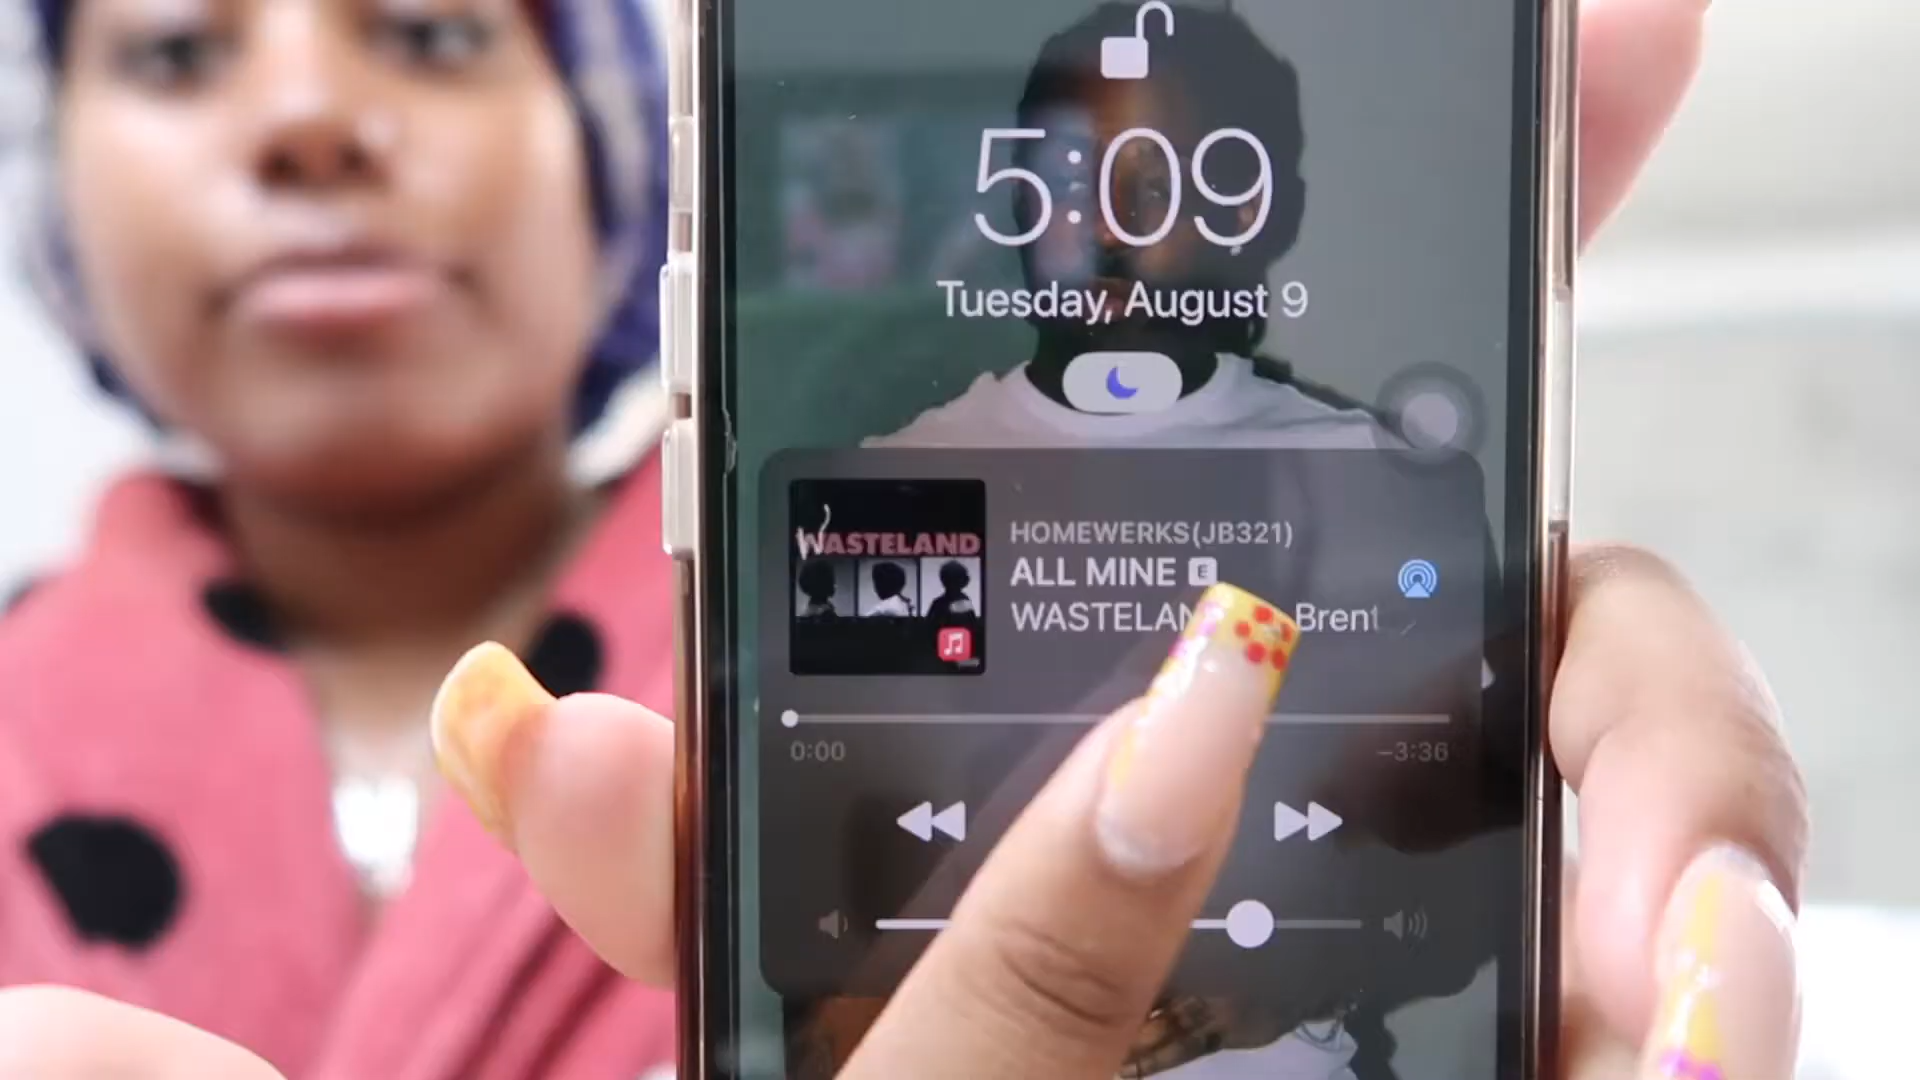 5:09
Tuesday, August 9
WASTELAND
HOMEWERKS(JB321)
ALL MINE E
Brent
0:00
-3:36